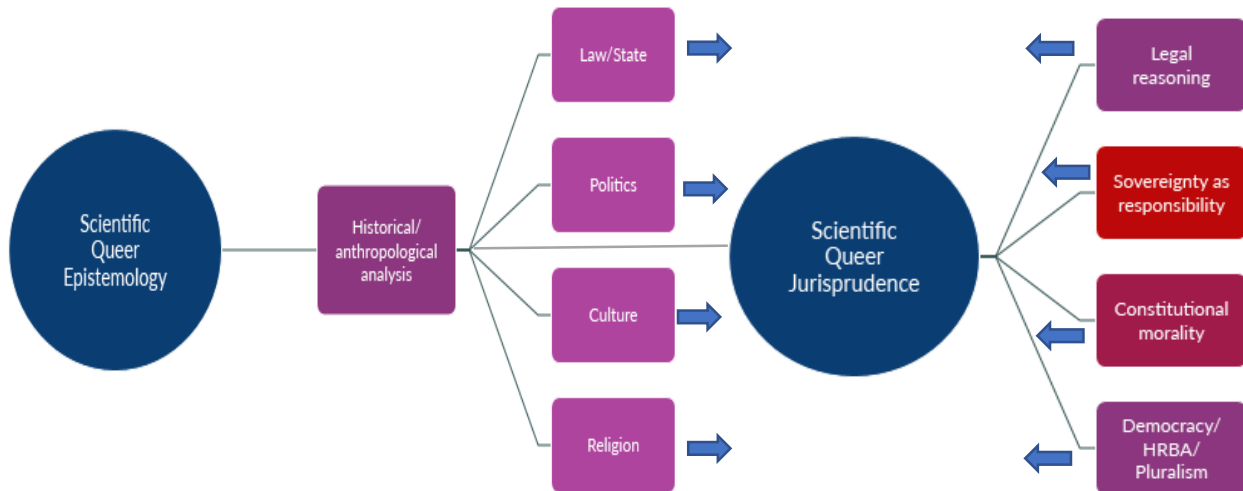 Scientific
Queer
Epistemology
Historical/
anthropological
analysis
Law/State
Politics
Culture
Religion
Scientific
Queer
Jurisprudence
Legal
reasoning
Sovereignty as
responsibility
Constitutional
morality
Democracy/
HRBA/
Pluralism